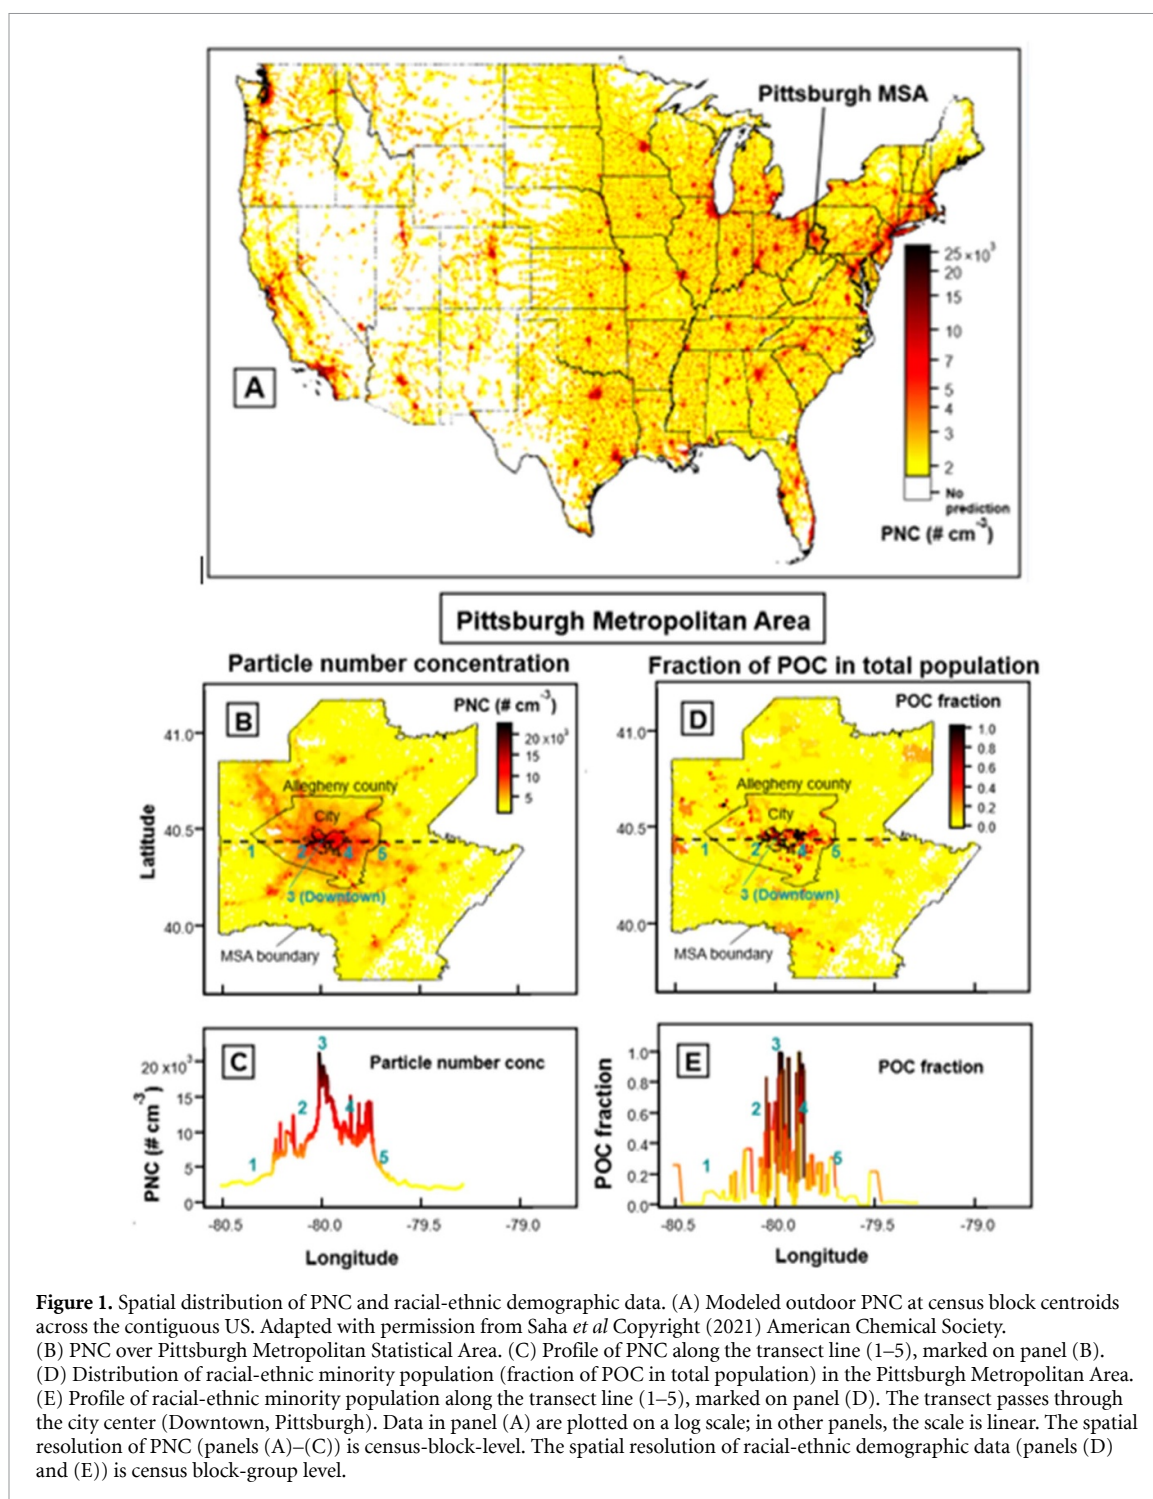 Pittsburgh MSA
A
25 ×10³
20
15
10
7
5
4
3
2
No
prediction
PNC (# cm⁻³)
Pittsburgh Metropolitan Area
Particle number concentration
Fraction of POC in total population
B
PNC (# cm⁻³)
20 ×10³
15
10
5
Allegheny county
City
1
2
4
5
3 (Downtown)
MSA boundary
41.0
40.5
40.0
Latitude
D
POC fraction
1.0
0.8
0.6
0.4
0.2
0.0
Allegheny county
City
1
2
4
5
3 (Downtown)
MSA boundary
41.0
40.5
40.0
C
Particle number conc
20 x10³
15
10
5
0
PNC (# cm⁻³)
1
2
3
4
5
-80.5
-80.0
-79.5
-79.0
Longitude
E
POC fraction
1.0
0.8
0.6
0.4
0.2
0.0
POC fraction
1
2
3
4
5
-80.5
-80.0
-79.5
-79.0
Longitude
Figure 1. Spatial distribution of PNC and racial-ethnic demographic data. (A) Modeled outdoor PNC at census block centroids
across the contiguous US. Adapted with permission from Saha et al Copyright (2021) American Chemical Society.
(B) PNC over Pittsburgh Metropolitan Statistical Area. (C) Profile of PNC along the transect line (1–5), marked on panel (B).
(D) Distribution of racial-ethnic minority population (fraction of POC in total population) in the Pittsburgh Metropolitan Area.
(E) Profile of racial-ethnic minority population along the transect line (1–5), marked on panel (D). The transect passes through
the city center (Downtown, Pittsburgh). Data in panel (A) are plotted on a log scale; in other panels, the scale is linear. The spatial
resolution of PNC (panels (A)–(C)) is census-block-level. The spatial resolution of racial-ethnic demographic data (panels (D)
and (E)) is census block-group level.